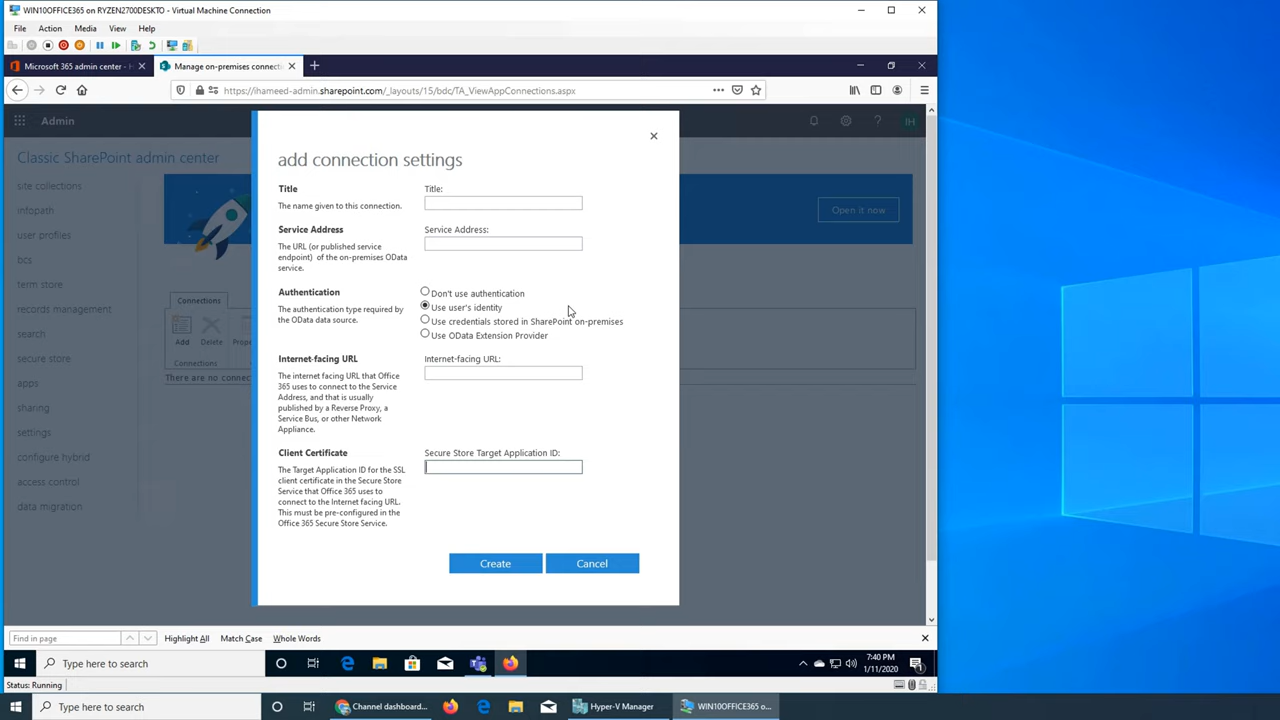 WIN10OFFICE365 on RYZEN2700DESKTO - Virtual Machine Connection
File Action Media View Help
Microsoft 365 admin center - H
Manage on-premises connecti
https://ihameed-admin.sharepoint.com/_layouts/15/bdc/TA_ViewAppConnections.aspx
Admin
IH
Classic SharePoint admin center
site collections
infopath
user profiles
bcs
term store
records management
search
secure store
apps
sharing
settings
configure hybrid
access control
data migration
Open it now
Connections
Add
Delete
Prope
Connections
There are no connec
add connection settings
Title
The name given to this connection.
Title:
Service Address
The URL (or published service
endpoint) of the on-premises OData
service.
Service Address:
Authentication
The authentication type required by
the OData data source.
Don't use authentication
Use user's identity
Use credentials stored in SharePoint on-premises
Use OData Extension Provider
Internet-facing URL
The internet facing URL that Office
365 uses to connect to the Service
Address, and that is usually
published by a Reverse Proxy, a
Service Bus, or other Network
Appliance.
Internet-facing URL:
Client Certificate
The Target Application ID for the SSL
client certificate in the Secure Store
Service that Office 365 uses to
connect to the Internet facing URL.
This must be pre-configured in the
Office 365 Secure Store Service.
Secure Store Target Application ID:
Create
Cancel
Find in page
Highlight All Match Case Whole Words
Type here to search
7:40 PM
1/11/2020
Status: Running
Type here to search
Channel dashboard...
Hyper-V Manager
WIN10OFFICE365 o...